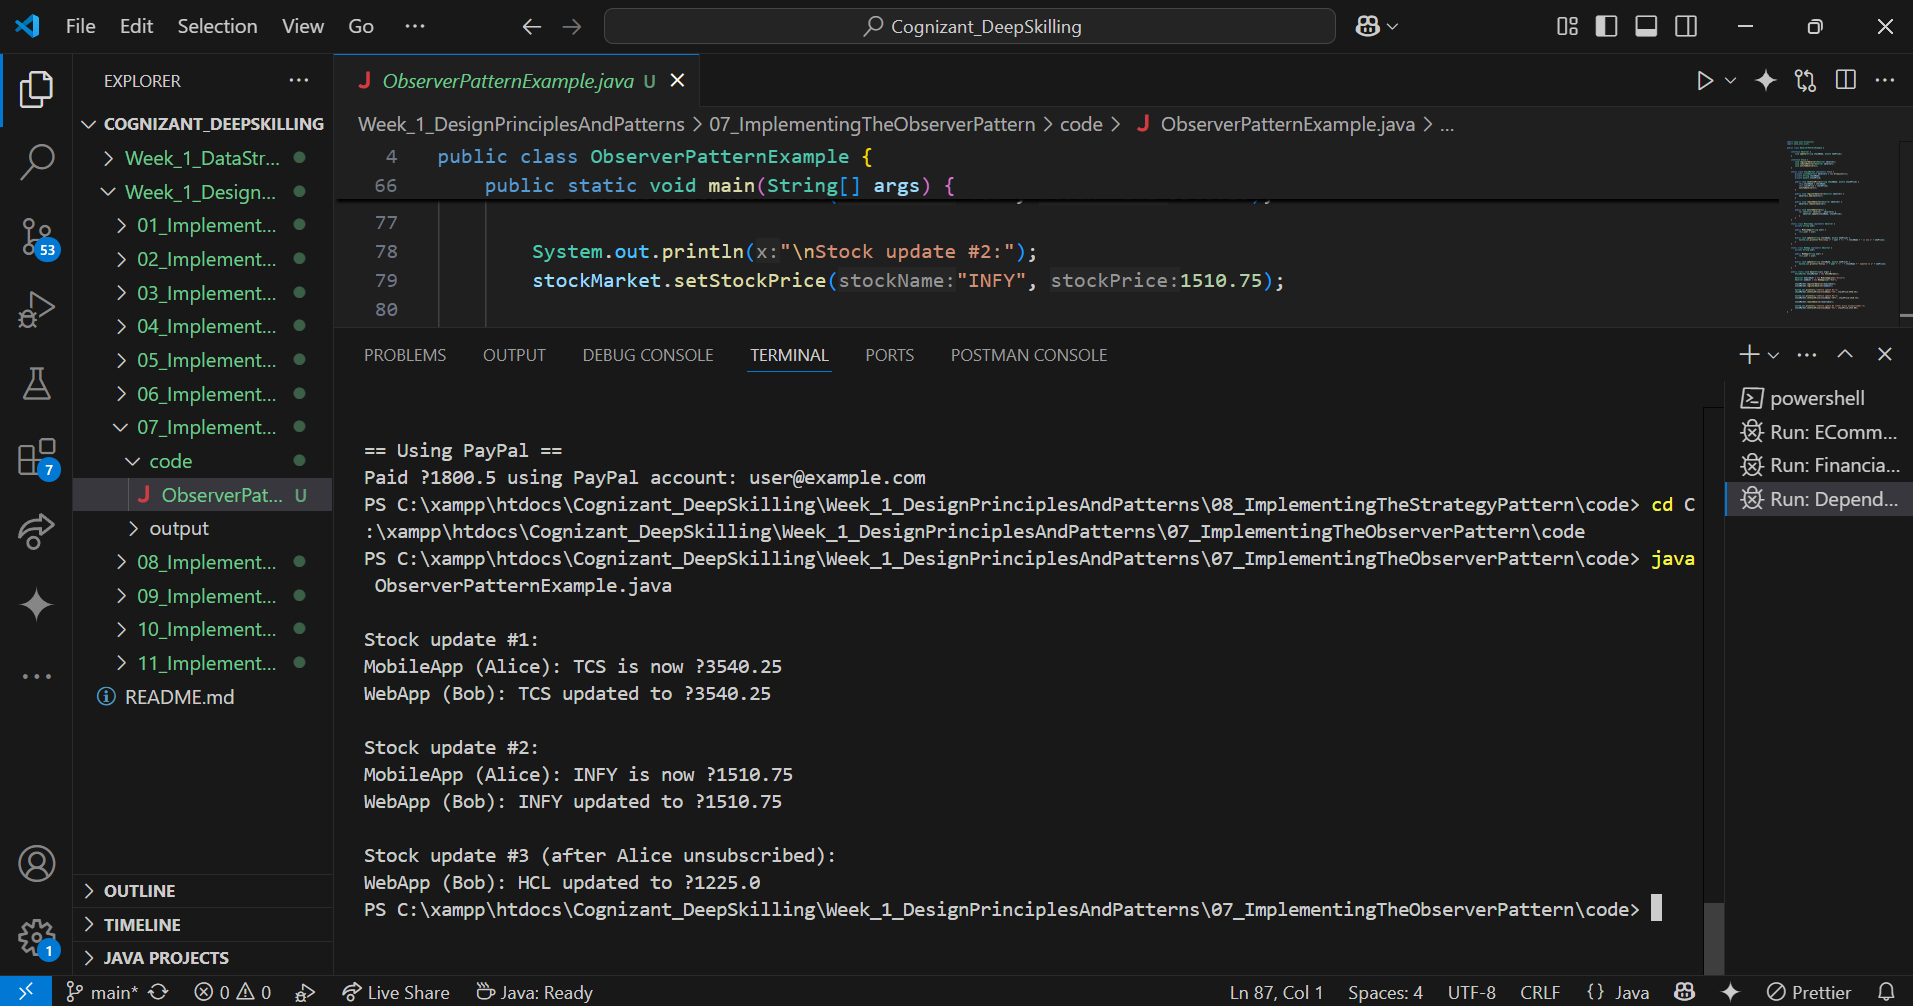 File Edit Selection View Go ··· Cognizant_DeepSkilling
EXPLORER ···
COGNIZANT_DEEPSKILLING
Week_1_DataStr...
Week_1_Design...
01_Implement...
02_Implement...
03_Implement...
04_Implement...
05_Implement...
06_Implement...
07_Implement...
code
J ObserverPat... U
output
08_Implement...
09_Implement...
10_Implement...
11_Implement...
README.md
OUTLINE
TIMELINE
JAVA PROJECTS
53
7
1
J ObserverPatternExample.java U
Week_1_DesignPrinciplesAndPatterns > 07_ImplementingTheObserverPattern > code > J ObserverPatternExample.java > ...
4 public class ObserverPatternExample {
66 public static void main(String[] args) {
77
78 System.out.println(x:"\nStock update #2:");
79 stockMarket.setStockPrice(stockName:"INFY", stockPrice:1510.75);
80
PROBLEMS OUTPUT DEBUG CONSOLE TERMINAL PORTS POSTMAN CONSOLE
== Using PayPal ==
Paid ?1800.5 using PayPal account: user@example.com
PS C:\xampp\htdocs\Cognizant_DeepSkilling\Week_1_DesignPrinciplesAndPatterns\08_ImplementingTheStrategyPattern\code> cd C
:\xampp\htdocs\Cognizant_DeepSkilling\Week_1_DesignPrinciplesAndPatterns\07_ImplementingTheObserverPattern\code
PS C:\xampp\htdocs\Cognizant_DeepSkilling\Week_1_DesignPrinciplesAndPatterns\07_ImplementingTheObserverPattern\code> java
ObserverPatternExample.java
Stock update #1:
MobileApp (Alice): TCS is now ?3540.25
WebApp (Bob): TCS updated to ?3540.25
Stock update #2:
MobileApp (Alice): INFY is now ?1510.75
WebApp (Bob): INFY updated to ?1510.75
Stock update #3 (after Alice unsubscribed):
WebApp (Bob): HCL updated to ?1225.0
PS C:\xampp\htdocs\Cognizant_DeepSkilling\Week_1_DesignPrinciplesAndPatterns\07_ImplementingTheObserverPattern\code>
powershell
Run: EComm...
Run: Financia...
Run: Depend...
main* 0 0 Live Share Java: Ready Ln 87, Col 1 Spaces: 4 UTF-8 CRLF {} Java Prettier